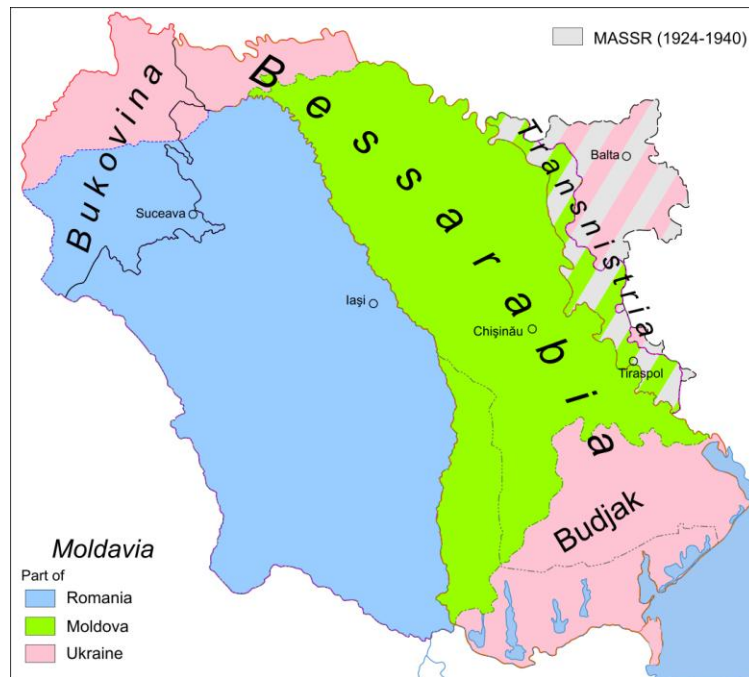 MASSR (1924-1940)
Bukovina
Bessarabia
Transnistria
Balta
Suceava
Iaşi
Chişinău
Tiraspol
Budjak
Moldavia
Part of
Romania
Moldova
Ukraine